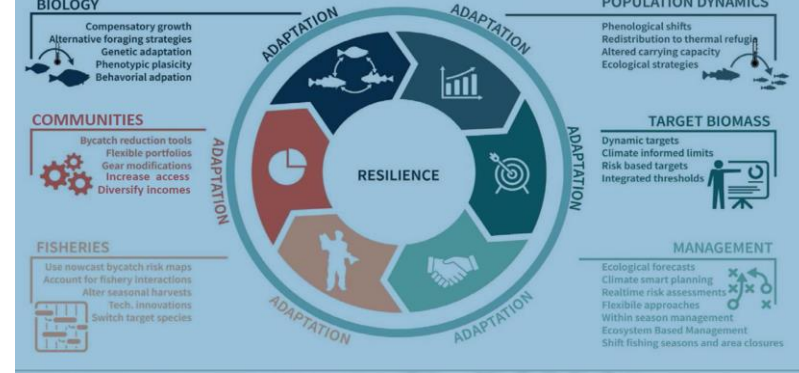 BIOLOGY
Compensatory growth
Alternative foraging strategies
Genetic adaptation
Phenotypic plasicity
Behavorial adpation
COMMUNITIES
Bycatch reduction tools
Flexible portfolios
Gear modifications
Increase access
Diversify incomes
FISHERIES
Use nowcast bycatch risk maps
Account for fishery interactions
Alter seasonal harvests
Tech. innovations
Switch target species
ADAPTATION
ADAPTATION
ADAPTATION
ADAPTATION
ADAPTATION
ADAPTATION
RESILIENCE
POPULATION DYNAMICS
Phenological shifts
Redistribution to thermal refugia
Altered carrying capacity
Ecological strategies
TARGET BIOMASS
Dynamic targets
Climate informed limits
Risk based targets
Integrated thresholds
MANAGEMENT
Ecological forecasts
Climate smart planning
Realtime risk assessments
Flexibile approaches
Within season management
Ecosystem Based Management
Shift fishing seasons and area closures